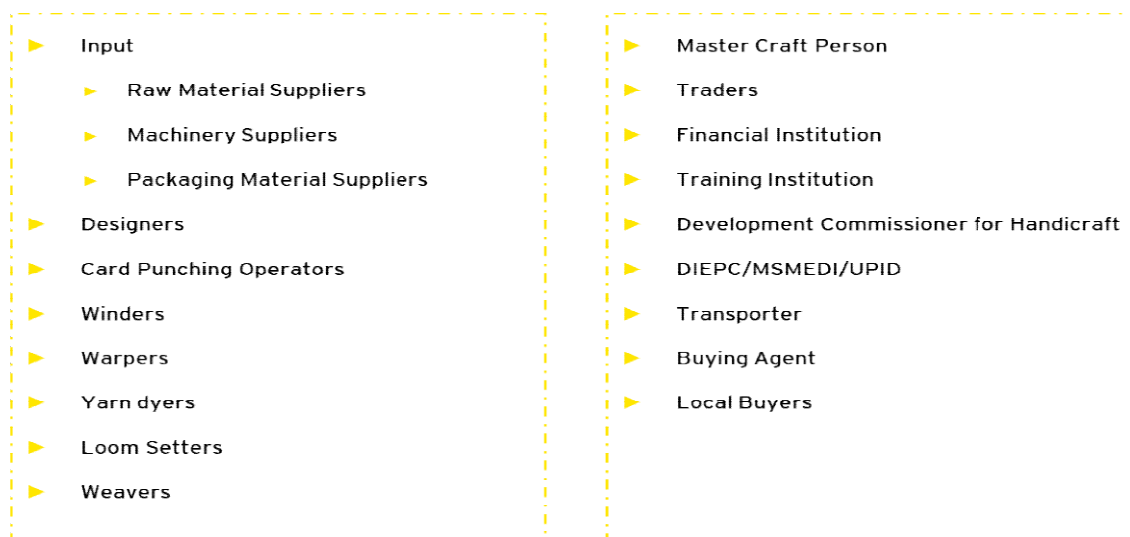 Input
Raw Material Suppliers
Machinery Suppliers
Packaging Material Suppliers
Designers
Card Punching Operators
Winders
Warpers
Yarn dyers
Loom Setters
Weavers
Master Craft Person
Traders
Financial Institution
Training Institution
Development Commissioner for Handicraft
DIEPC/MSMEDI/UPID
Transporter
Buying Agent
Local Buyers